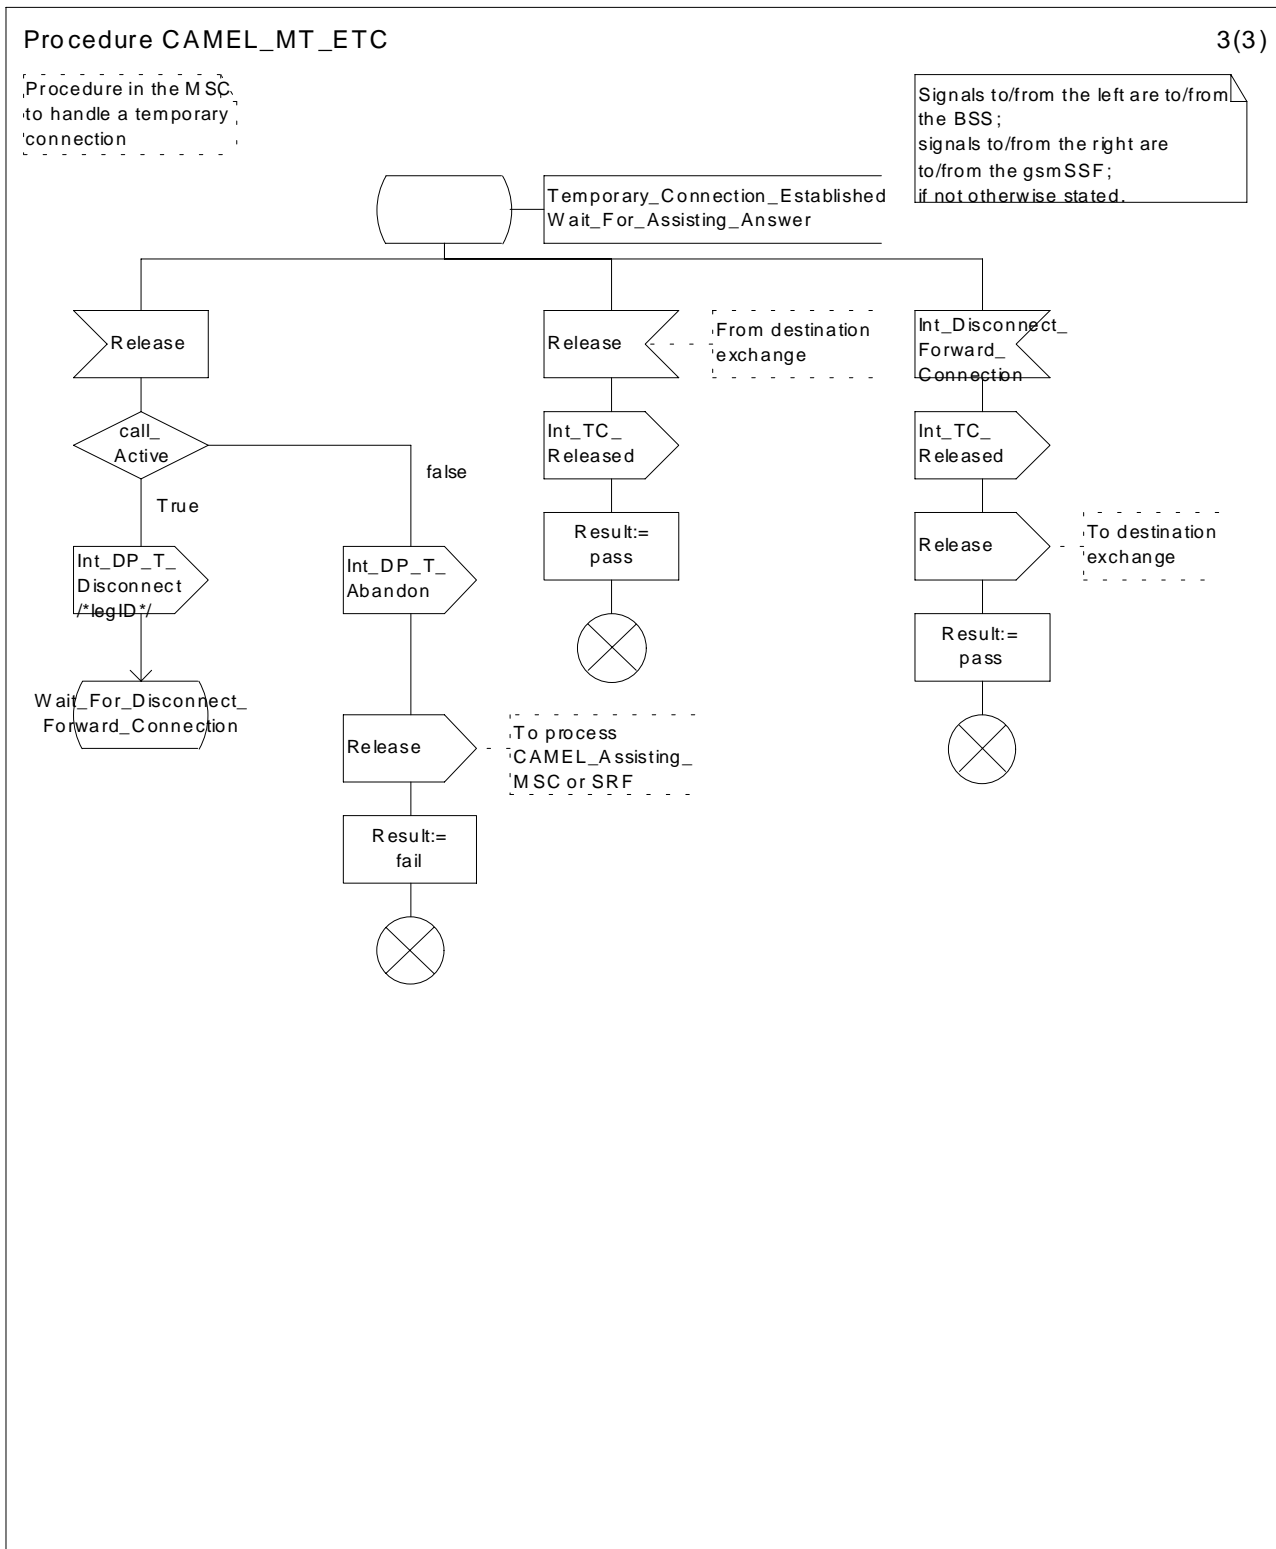 Procedure CAMEL_MT_ETC
3(3)
Procedure in the MSC
to handle a temporary
connection
Signals to/from the left are to/from
the BSS;
signals to/from the right are
to/from the gsmSSF;
if not otherwise stated.
Temporary_Connection_Established
Wait_For_Assisting_Answer
Release
Release
From destination
exchange
Int_Disconnect_
Forward_
Connection
call_
Active
false
True
Int_TC_
Released
Int_TC_
Released
Int_DP_T_
Disconnect
/*legID*/
Int_DP_T_
Abandon
Result:=
pass
Release
To destination
exchange
Result:=
pass
Wait_For_Disconnect_
Forward_Connection
Release
To process
CAMEL_Assisting_
MSC or SRF
Result:=
fail